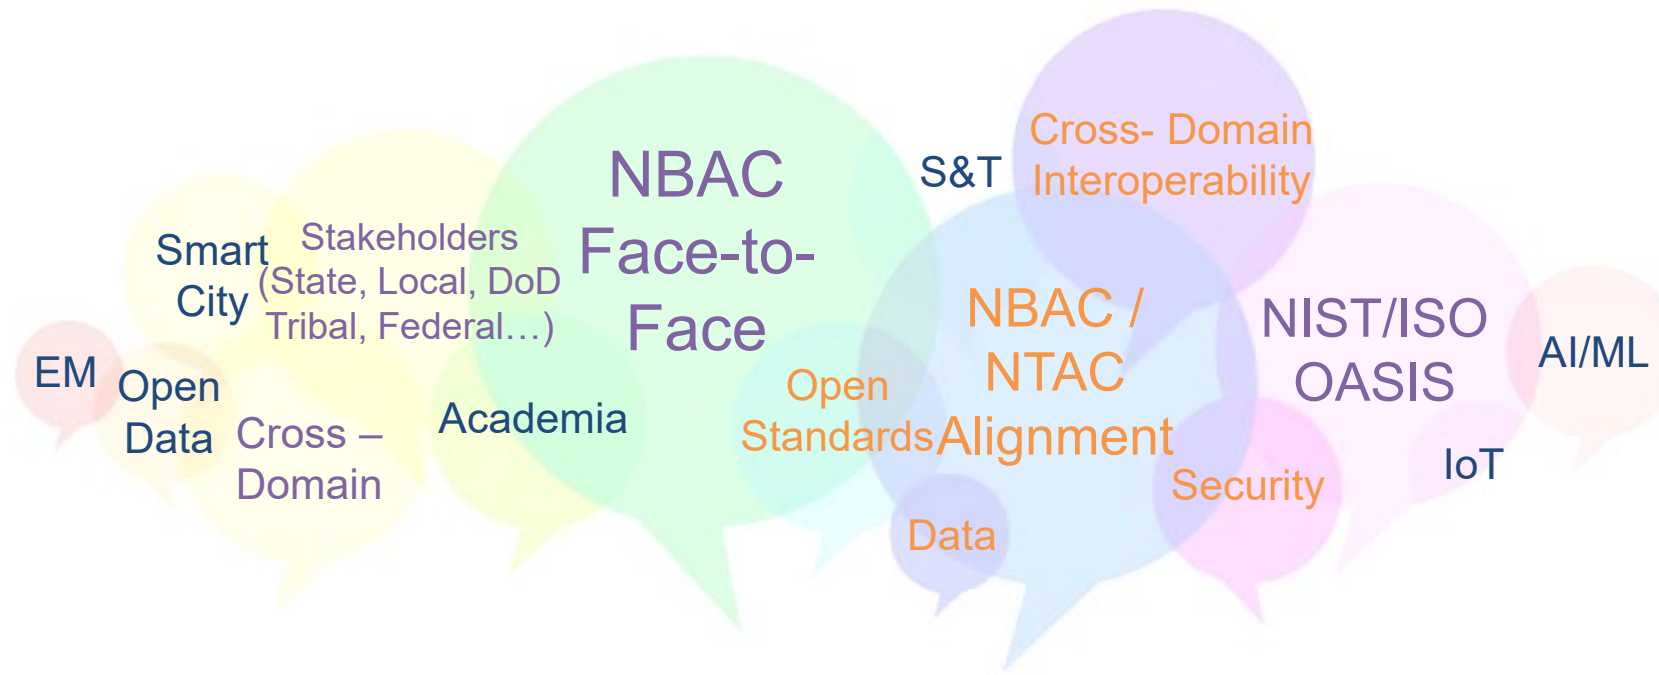 EM
Smart
City
Open
Data
Stakeholders
(State, Local, DoD
Tribal, Federal…)
Cross –
Domain
Academia
NBAC
Face-to-
Face
Open
Standards
S&T
Cross- Domain
Interoperability
NBAC /
NTAC
Alignment
Data
Security
NIST/ISO
OASIS
IoT
AI/ML